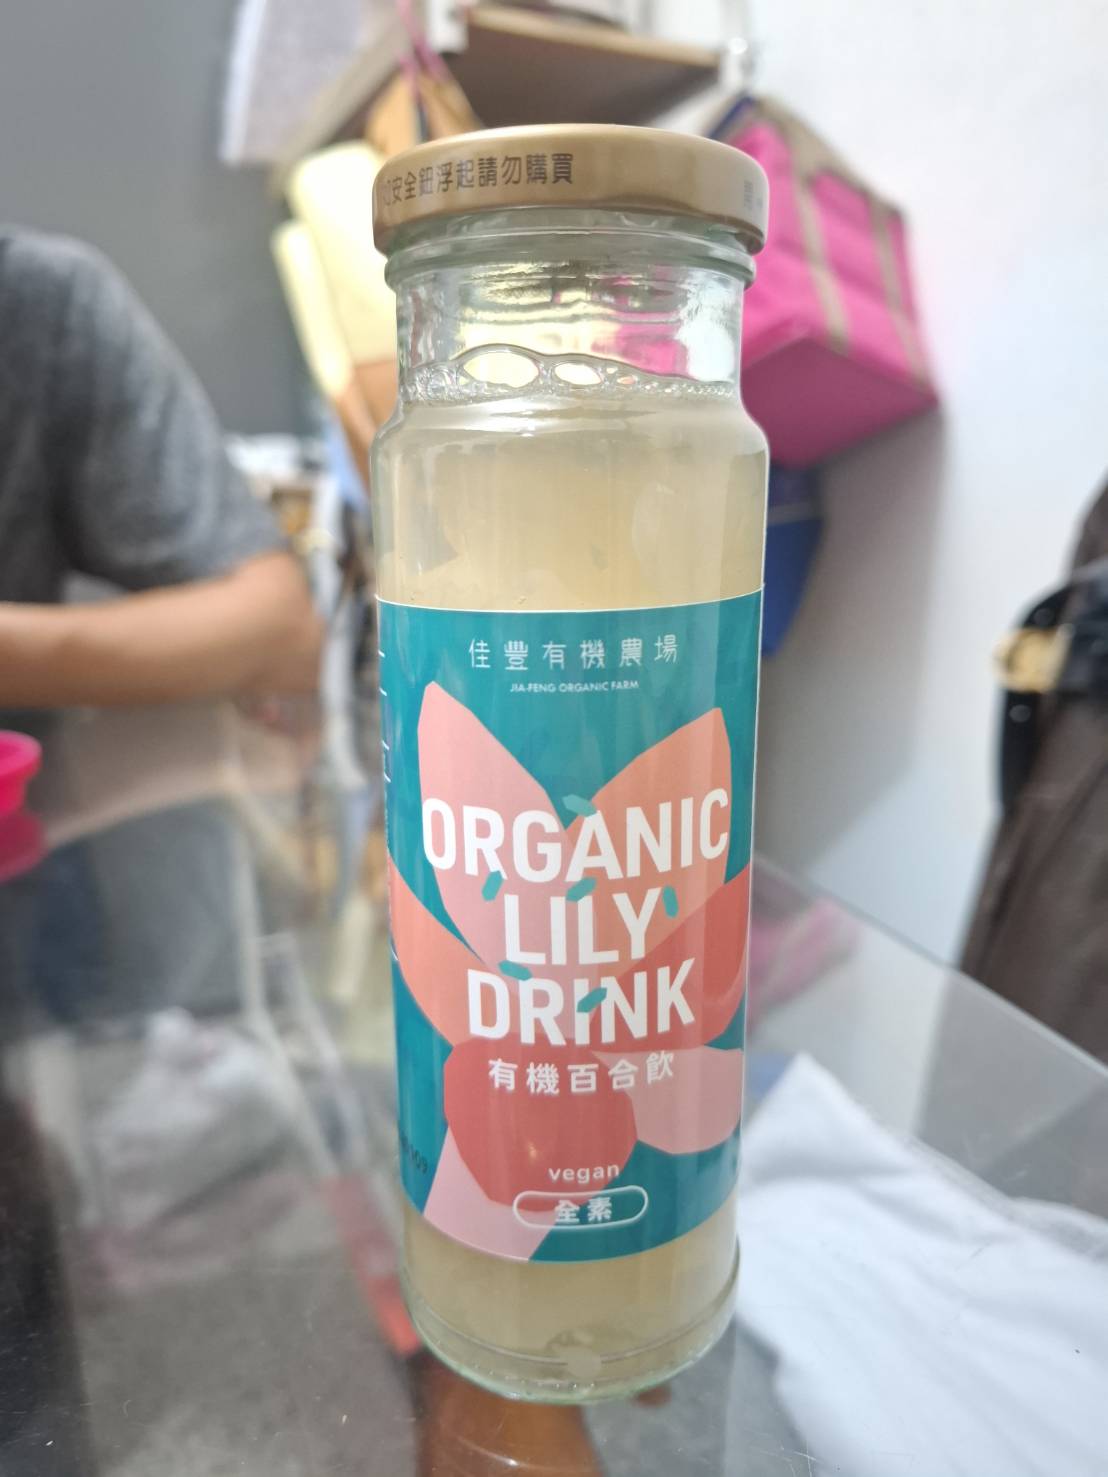 安全鈕浮起請勿購買
佳豐有機農場
JIA-FENG ORGANIC FARM
ORGANIC
LILY
DRINK
有機百合飲
vegan
全素